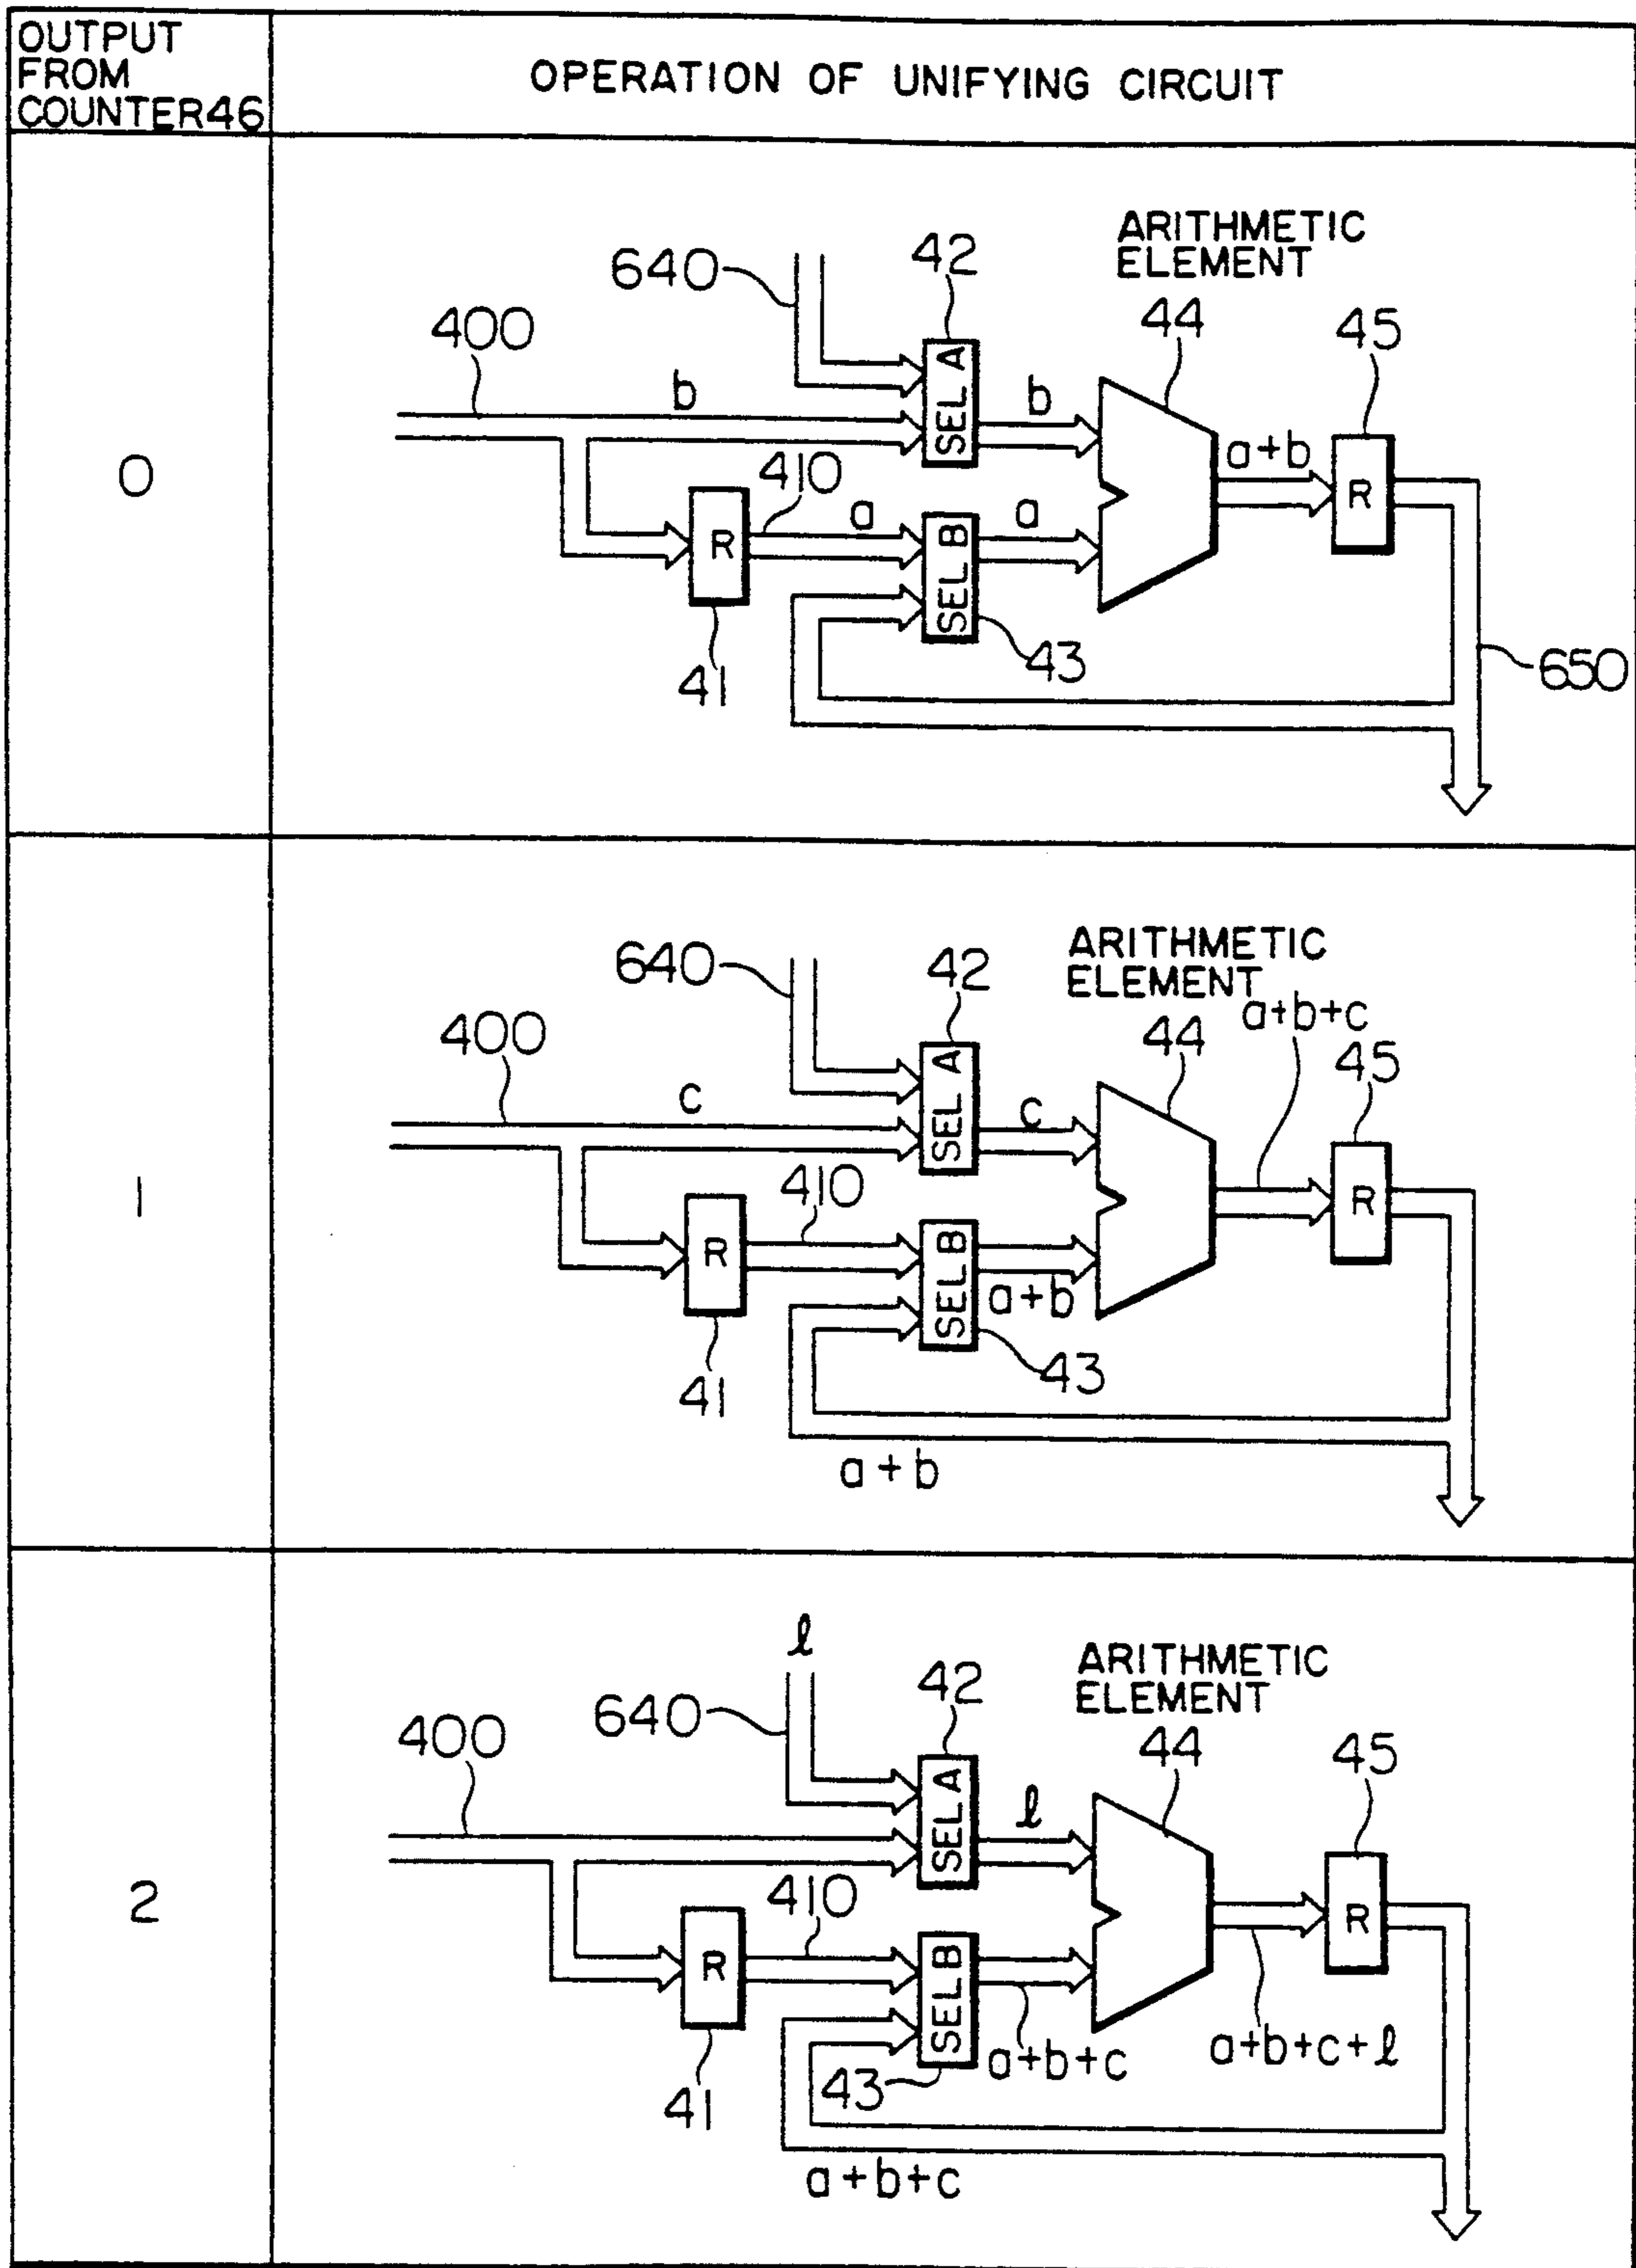 OUTPUT
FROM
COUNTER46
OPERATION OF UNIFYING CIRCUIT
0
ARITHMETIC
ELEMENT
640
42
44
45
400
b
SEL A
b
a+b
R
410
a
SEL B
a
R
41
43
650
1
ARITHMETIC
ELEMENT
640
42
a+b+c
44
45
400
c
SEL A
c
410
R
SEL B
a+b
R
41
43
a+b
2
l
ARITHMETIC
ELEMENT
640
42
44
45
400
SEL A
l
410
R
SEL B
R
a+b+c
a+b+c+l
41
43
a+b+c